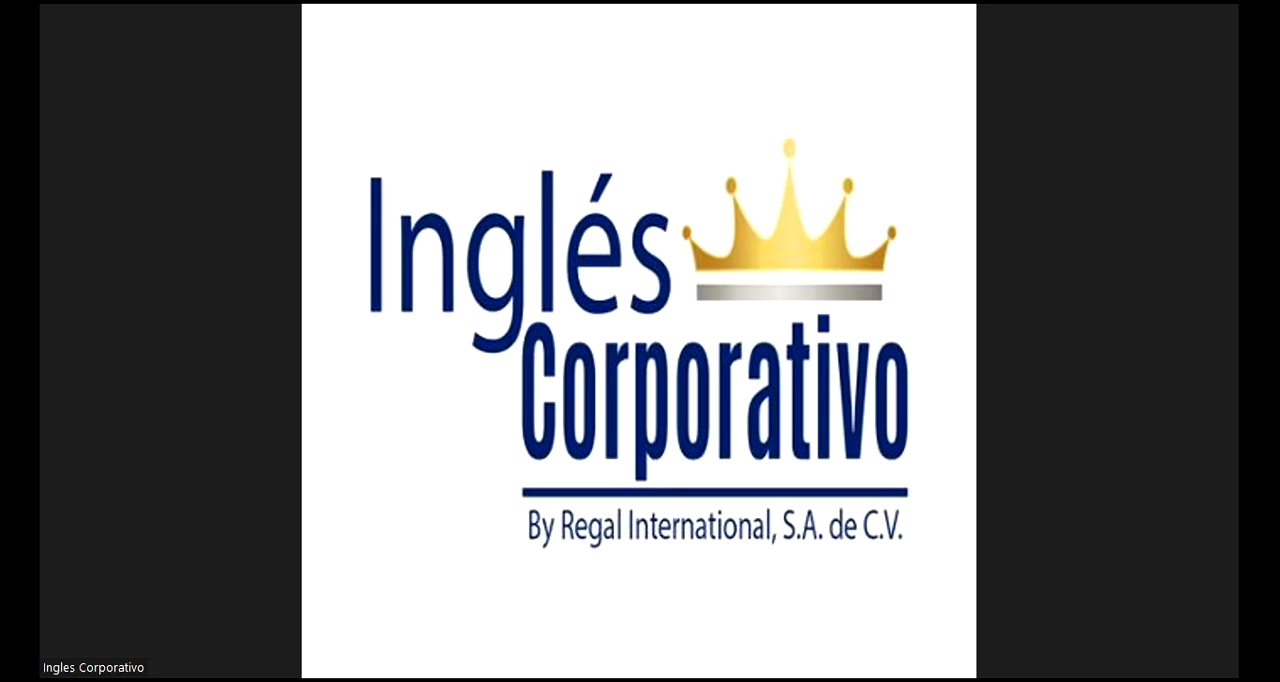 Inglés
Corporativo
By Regal International, S.A. de C.V.
Ingles Corporativo